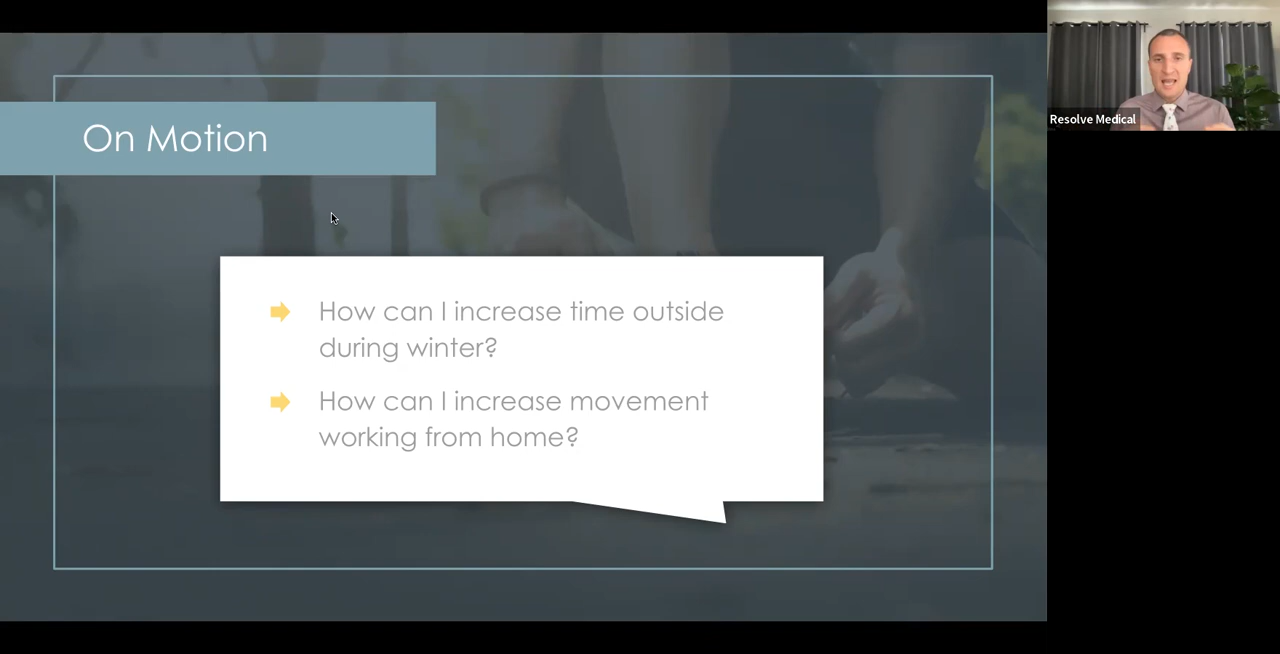 On Motion
How can I increase time outside
during winter?
How can I increase movement
working from home?
Resolve Medical